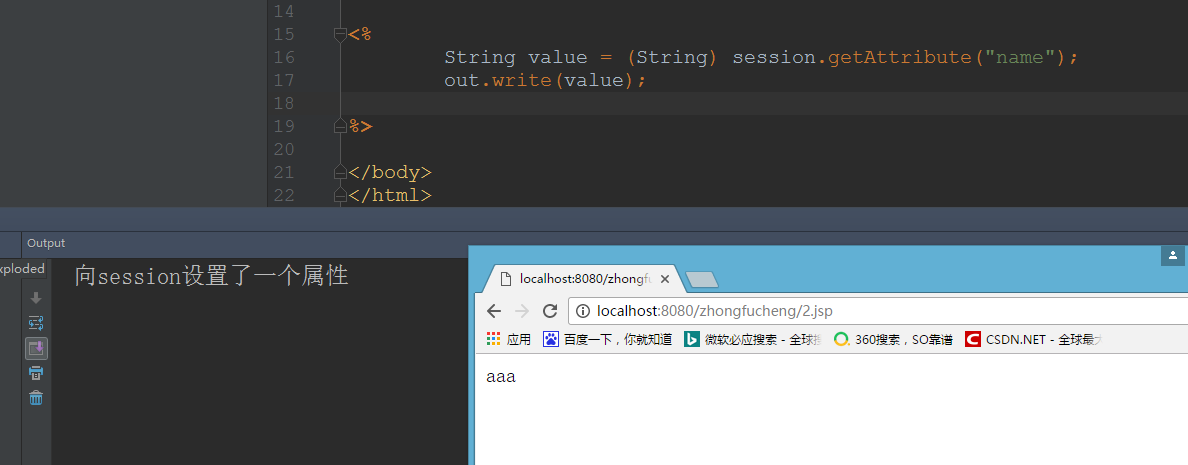 14
15 <%
16 String value = (String) session.getAttribute("name");
17 out.write(value);
18
19 %>
20
21 </body>
22 </html>
Output
xploded
向session设置了一个属性
localhost:8080/zhongfu
localhost:8080/zhongfucheng/2.jsp
应用 百度一下，你就知道 微软必应搜索 - 全球搜 360搜索，SO靠谱 CSDN.NET - 全球最大
aaa